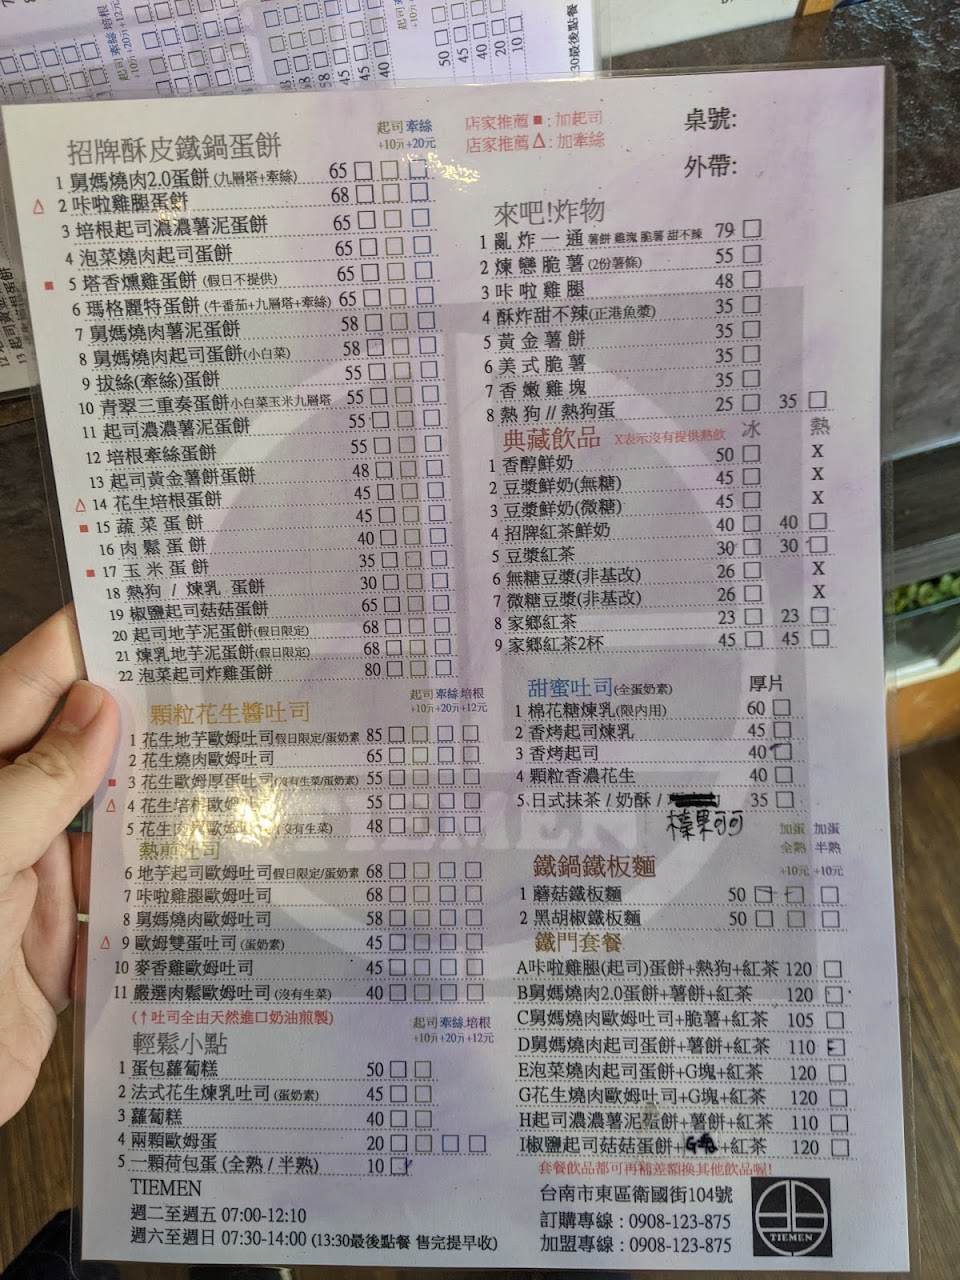 招牌酥皮鐵鍋蛋餅
起司 牽絲
+10元 +20元
1 舅媽燒肉2.0蛋餅 (九層塔+牽絲) 65
△ 2 咔啦雞腿蛋餅 68
3 培根起司濃濃薯泥蛋餅 65
4 泡菜燒肉起司蛋餅 65
■ 5 塔香燻雞蛋餅 (假日不提供) 65
6 瑪格麗特蛋餅 (牛番茄+九層塔+牽絲) 65
7 舅媽燒肉薯泥蛋餅 58
8 舅媽燒肉起司蛋餅(小白菜) 58
9 拔絲(牽絲)蛋餅 55
10 青翠三重奏蛋餅小白菜玉米九層塔 55
11 起司濃濃薯泥蛋餅 55
12 培根牽絲蛋餅 55
13 起司黃金薯餅蛋餅 48
△ 14 花生培根蛋餅 45
■ 15 蔬菜蛋餅 45
16 肉鬆蛋餅 40
■ 17 玉米蛋餅 35
18 熱狗 / 煉乳 蛋餅 30
19 椒鹽起司菇菇蛋餅 65
20 起司地芋泥蛋餅(假日限定) 68
21 煉乳地芋泥蛋餅(假日限定) 68
22 泡菜起司炸雞蛋餅 80
顆粒花生醬吐司
起司 牽絲 培根
+10元 +20元 +12元
1 花生地芋歐姆吐司 假日限定/蛋奶素 85
2 花生燒肉歐姆吐司 65
■ 3 花生歐姆厚蛋吐司(沒有生菜/蛋奶素) 55
△ 4 花生培根歐姆 55
5 花生肉 歐姆 (沒有生菜) 48
熱煎吐司
6 地芋起司歐姆吐司 假日限定/蛋奶素 68
7 咔啦雞腿歐姆吐司 68
8 舅媽燒肉歐姆吐司 58
△ 9 歐姆雙蛋吐司 (蛋奶素) 45
10 麥香雞歐姆吐司 45
11 嚴選肉鬆歐姆吐司 (沒有生菜) 40
(↑吐司全由天然進口奶油煎製)
起司 牽絲 培根
+10元 +20元 +12元
輕鬆小點
1 蛋包蘿蔔糕 50
2 法式花生煉乳吐司 (蛋奶素) 45
3 蘿蔔糕 40
4 兩顆歐姆蛋 20
5 一顆荷包蛋 (全熟 / 半熟) 10
TIEMEN
週二至週五 07:00-12:10
週六至週日 07:30-14:00 (13:30最後點餐 售完提早收)
店家推薦 ■ : 加起司
店家推薦 △ : 加牽絲
桌號:
外帶:
來吧!炸物
1 亂炸一通 薯餅 雞塊 脆薯 甜不辣 79
2 煉戀脆薯 (2份薯條) 55
3 咔啦雞腿 48
4 酥炸甜不辣(正港魚漿) 35
5 黃金薯餅 35
6 美式脆薯 35
7 香嫩雞塊 35
8 熱狗 // 熱狗蛋 25 35
典藏飲品 X表示沒有提供熱飲 冰 熱
1 香醇鮮奶 50 X
2 豆漿鮮奶(無糖) 45 X
3 豆漿鮮奶(微糖) 45 X
4 招牌紅茶鮮奶 40 40
5 豆漿紅茶 30 30
6 無糖豆漿(非基改) 26 X
7 微糖豆漿(非基改) 26 X
8 家鄉紅茶 23 23
9 家鄉紅茶2杯 45 45
甜蜜吐司(全蛋奶素) 厚片
1 棉花糖煉乳(限內用) 60
2 香烤起司煉乳 45
3 香烤起司 40
4 顆粒香濃花生 40
5 日式抹茶 / 奶酥 / 35
榛果可可
加蛋 加蛋
全熟 半熟
+10元 +10元
鐵鍋鐵板麵
1 蘑菇鐵板麵 50
2 黑胡椒鐵板麵 50
鐵門套餐
A咔啦雞腿(起司)蛋餅+熱狗+紅茶 120
B舅媽燒肉2.0蛋餅+薯餅+紅茶 120
C舅媽燒肉歐姆吐司+脆薯+紅茶 105
D舅媽燒肉起司蛋餅+薯餅+紅茶 110
E泡菜燒肉起司蛋餅+G塊+紅茶 120
G花生燒肉歐姆吐司+G塊+紅茶 120
H起司濃濃薯泥蛋餅+薯餅+紅茶 110
I椒鹽起司菇菇蛋餅+G塊+紅茶 120
套餐飲品都可再補差額換其他飲品喔!
台南市東區衛國街104號
訂購專線 : 0908-123-875
加盟專線 : 0908-123-875
TIEMEN